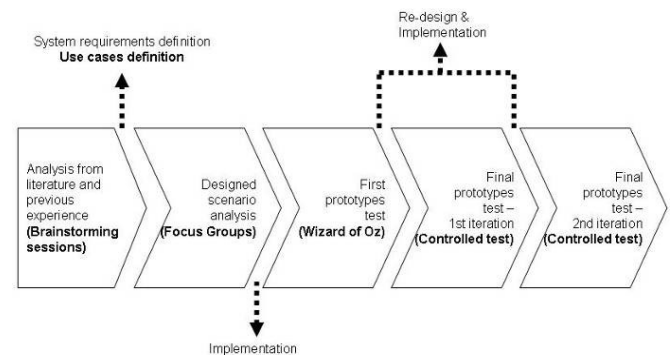 Re-design &
Implementation
System requirements definition
Use cases definition
Analysis from
literature and
previous
experience
(Brainstorming
sessions)
Designed
scenario
analysis
(Focus Groups)
First
prototypes
test
(Wizard of Oz)
Final
prototypes
test –
1st iteration
(Controlled test)
Final
prototypes
test –
2nd iteration
(Controlled test)
Implementation